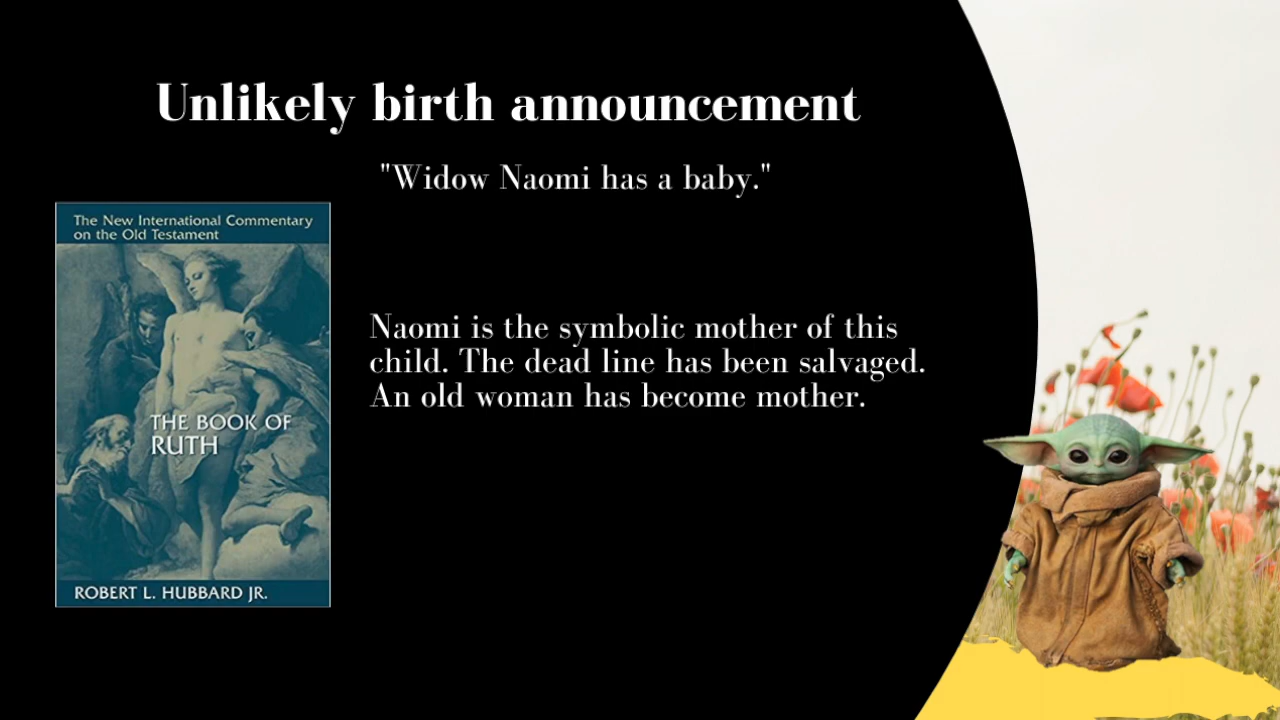 Unlikely birth announcement
"Widow Naomi has a baby."
The New International Commentary
on the Old Testament
THE BOOK OF
RUTH
ROBERT L. HUBBARD JR.
Naomi is the symbolic mother of this
child. The dead line has been salvaged.
An old woman has become mother.